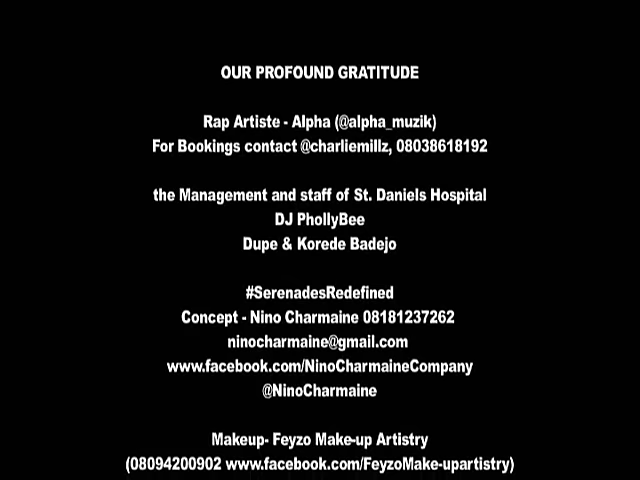 OUR PROFOUND GRATITUDE
Rap Artiste - Alpha (@alpha_muzik)
For Bookings contact @charliemillz, 08038618192
the Management and staff of St. Daniels Hospital
DJ PhollyBee
Dupe & Korede Badejo
#SerenadesRedefined
Concept - Nino Charmaine 08181237262
ninocharmaine@gmail.com
www.facebook.com/NinoCharmaineCompany
@NinoCharmaine
Makeup- Feyzo Make-up Artistry
(08094200902 www.facebook.com/FeyzoMake-upartistry)